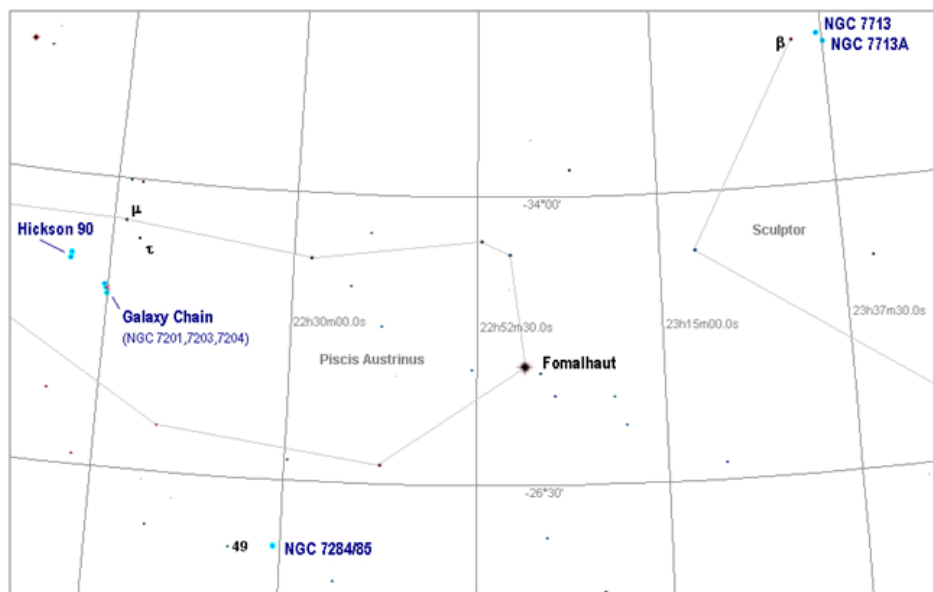 NGC 7713
β
NGC 7713A
-34°00'
μ
Hickson 90
τ
Sculptor
Galaxy Chain
(NGC 7201,7203,7204)
22h30m00.0s
22h52m30.0s
23h15m00.0s
23h37m30.0s
Piscis Austrinus
Fomalhaut
-26°30'
49
NGC 7284/85